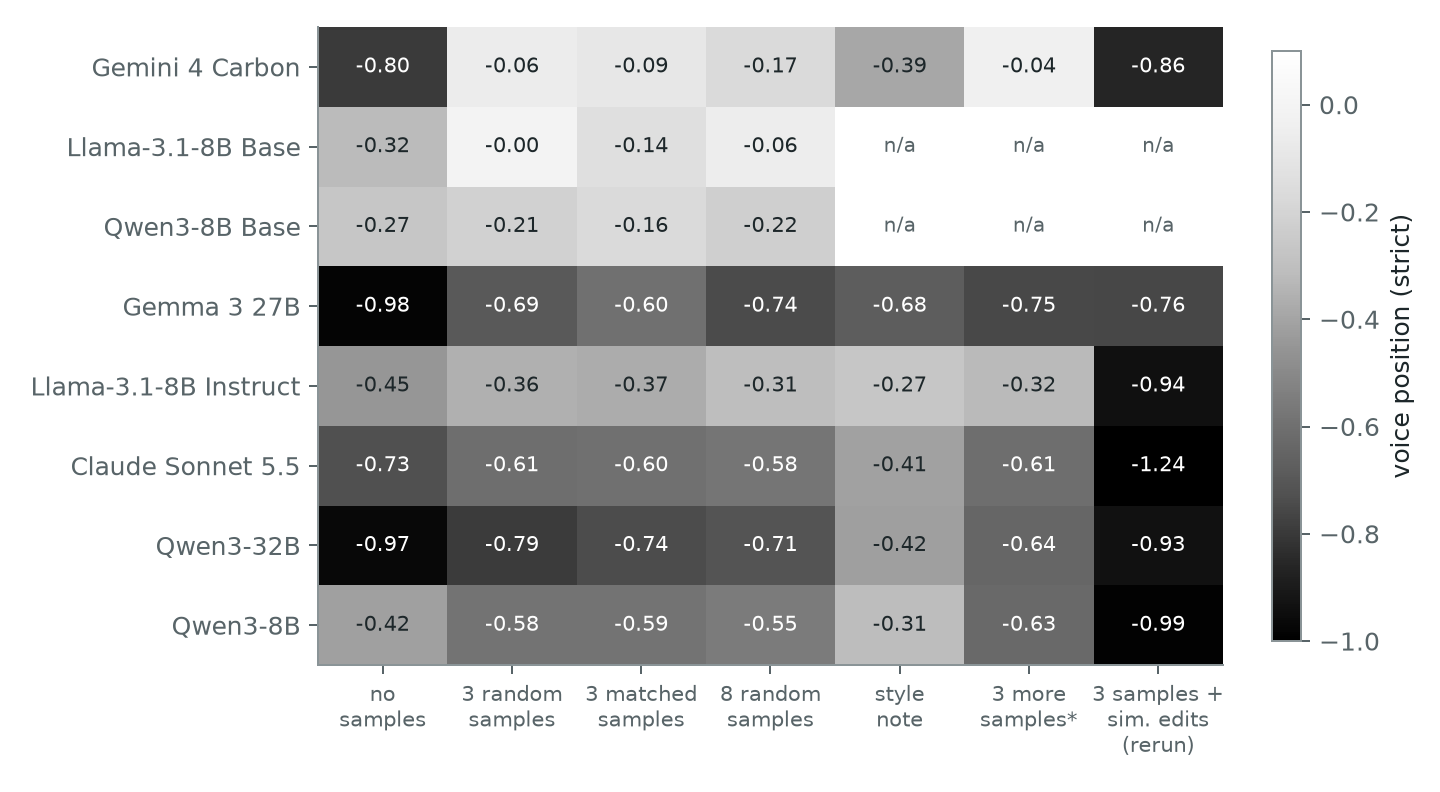 Gemini 4 Carbon -0.80 -0.06 -0.09 -0.17 -0.39 -0.04 -0.86
Llama-3.1-8B Base -0.32 -0.00 -0.14 -0.06 n/a n/a n/a
Qwen3-8B Base -0.27 -0.21 -0.16 -0.22 n/a n/a n/a
Gemma 3 27B -0.98 -0.69 -0.60 -0.74 -0.68 -0.75 -0.76
Llama-3.1-8B Instruct -0.45 -0.36 -0.37 -0.31 -0.27 -0.32 -0.94
Claude Sonnet 5.5 -0.73 -0.61 -0.60 -0.58 -0.41 -0.61 -1.24
Qwen3-32B -0.97 -0.79 -0.74 -0.71 -0.42 -0.64 -0.93
Qwen3-8B -0.42 -0.58 -0.59 -0.55 -0.31 -0.63 -0.99
no
samples
3 random
samples
3 matched
samples
8 random
samples
style
note
3 more
samples*
3 samples +
sim. edits
(rerun)
0.0
−0.2
−0.4
−0.6
−0.8
−1.0
voice position (strict)